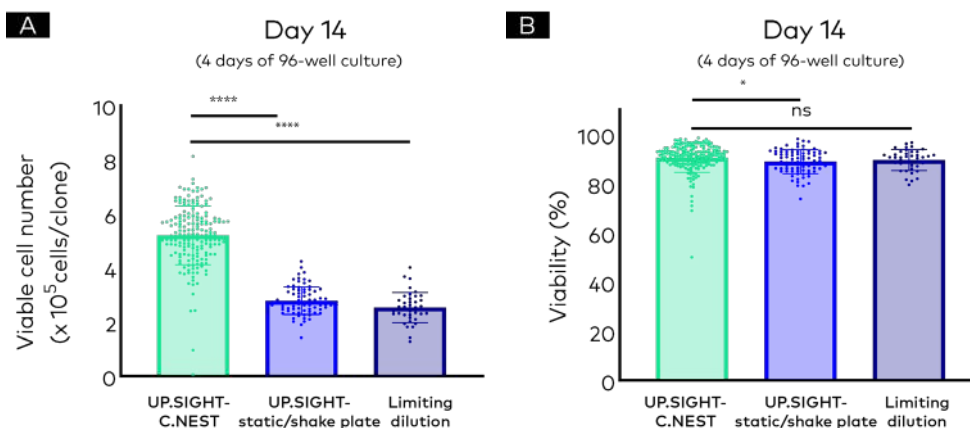 A
Day 14
(4 days of 96-well culture)
****
****
Viable cell number
(x 10⁵ cells/clone)
10
8
6
4
2
0
UP.SIGHT-
C.NEST
UP.SIGHT-
static/shake plate
Limiting
dilution
B
Day 14
(4 days of 96-well culture)
*
ns
Viability (%)
100
80
60
40
20
0
UP.SIGHT-
C.NEST
UP.SIGHT-
static/shake plate
Limiting
dilution